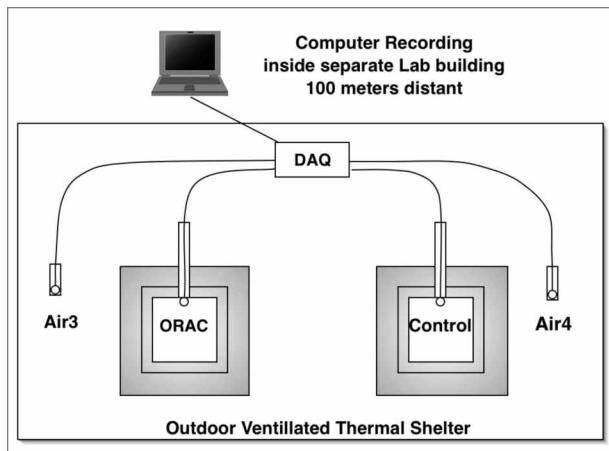 Computer Recording
inside separate Lab building
100 meters distant
DAQ
Air3
ORAC
Control
Air4
Outdoor Ventillated Thermal Shelter